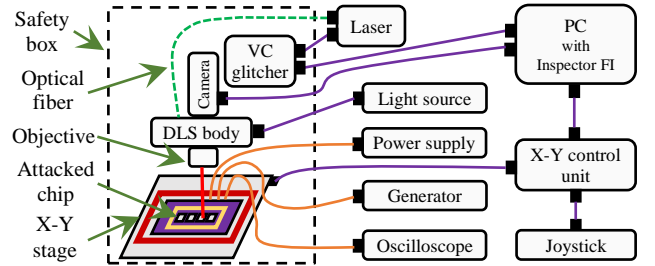 Safety
box
Optical
fiber
Objective
Attacked
chip
X-Y
stage
Camera
VC
glitcher
DLS body
Laser
Light source
Power supply
Generator
Oscilloscope
PC
with
Inspector FI
X-Y control
unit
Joystick